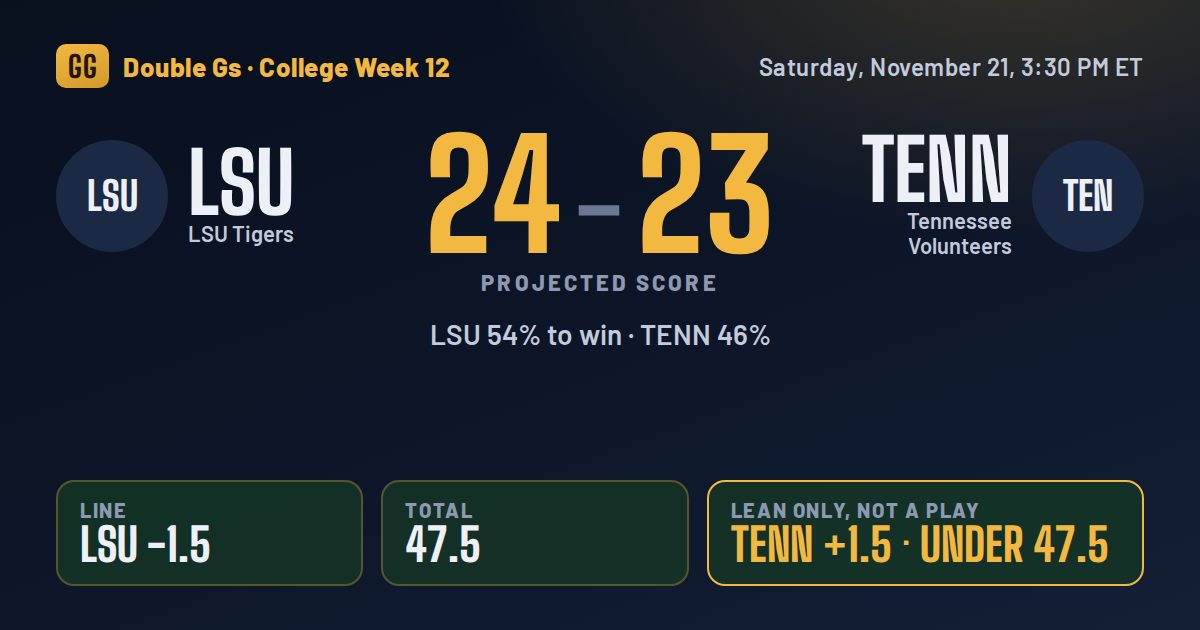 GG Double Gs · College Week 12
Saturday, November 21, 3:30 PM ET
LSU
LSU
LSU Tigers
24 – 23
PROJECTED SCORE
LSU 54% to win · TENN 46%
TENN
Tennessee
Volunteers
TEN
LINE
LSU −1.5
TOTAL
47.5
LEAN ONLY, NOT A PLAY
TENN +1.5 · UNDER 47.5